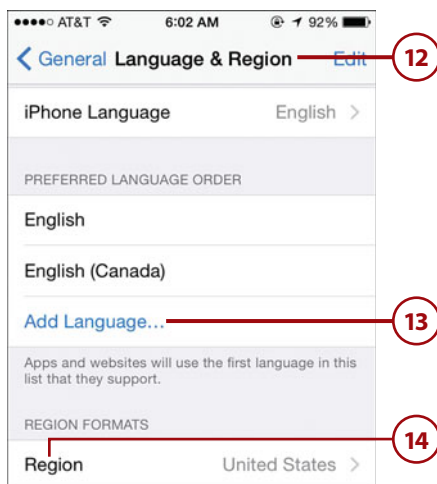 AT&T 6:02 AM 92%
General Language & Region Edit
12
iPhone Language English
PREFERRED LANGUAGE ORDER
English
English (Canada)
Add Language...
13
Apps and websites will use the first language in this
list that they support.
REGION FORMATS
14
Region United States